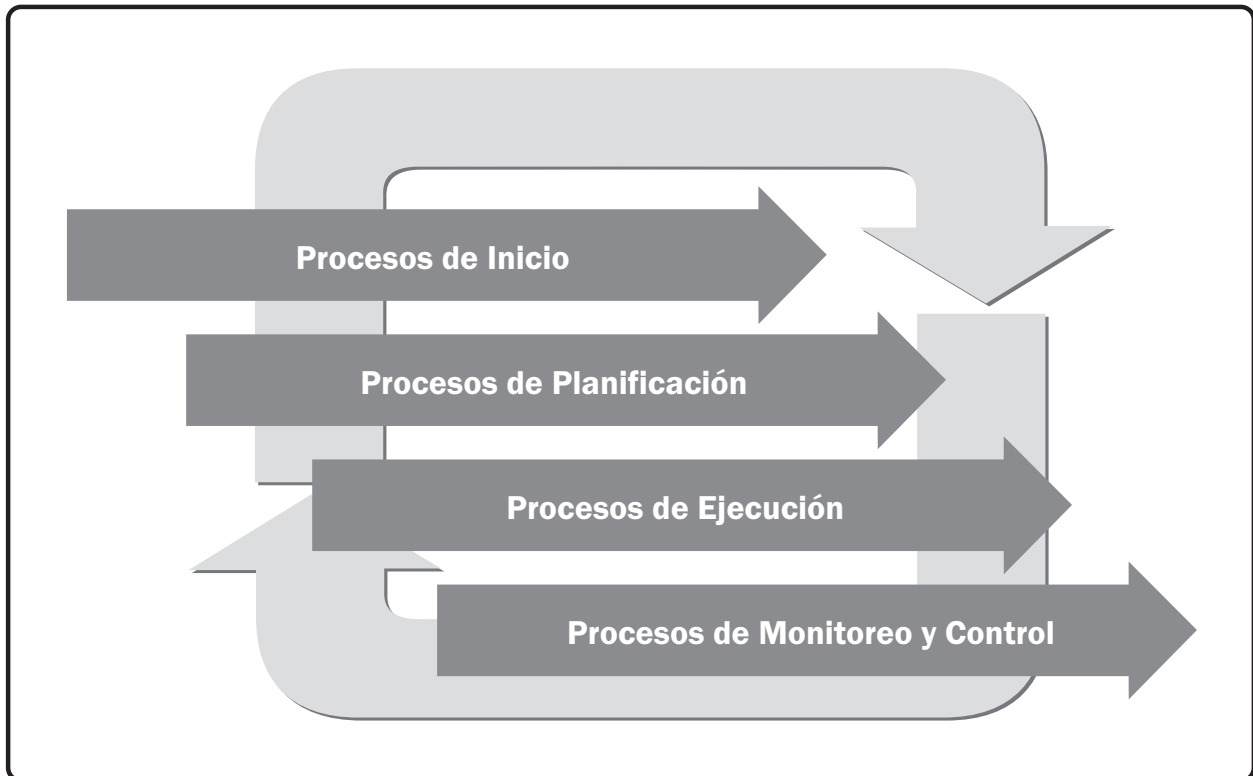 Procesos de Inicio
Procesos de Planificación
Procesos de Ejecución
Procesos de Monitoreo y Control